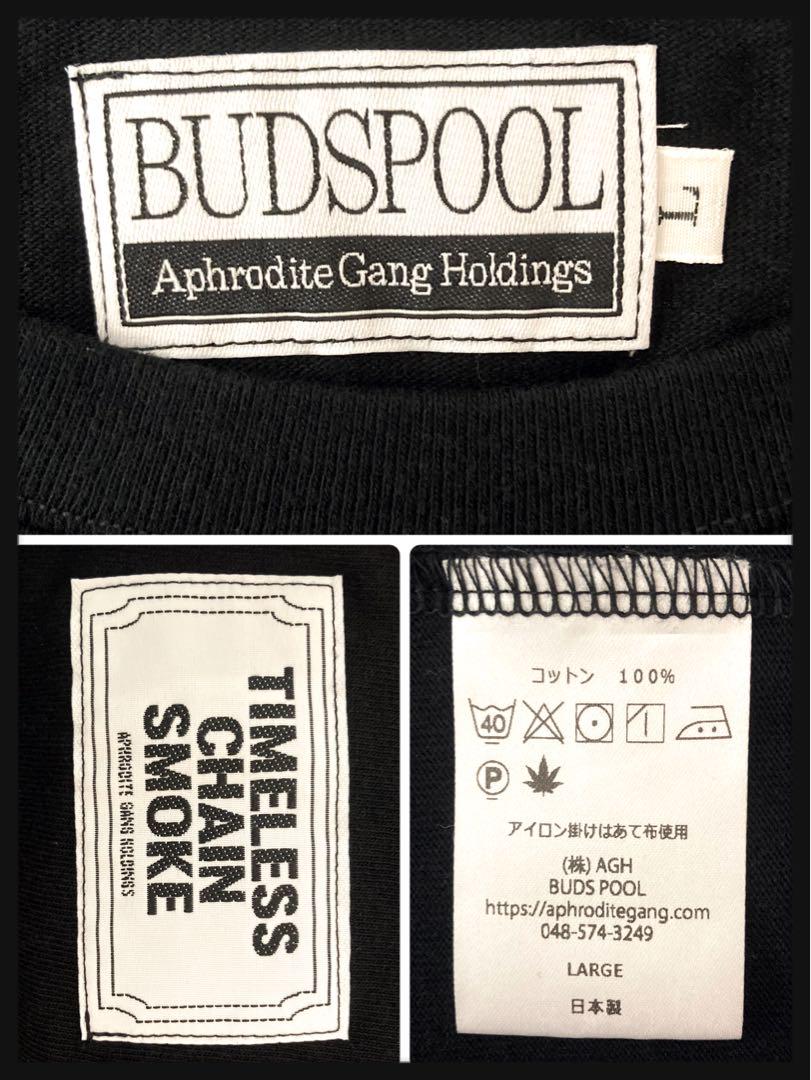 BUDSPOOL
Aphrodite Gang Holdings
L
TIMELESS
CHAIN
SMOKE
APHRODITE GANG HOLDINGS
コットン 100%
40
P
アイロン掛けはあて布使用
(株) AGH
BUDS POOL
https://aphroditegang.com
048-574-3249
LARGE
日本製